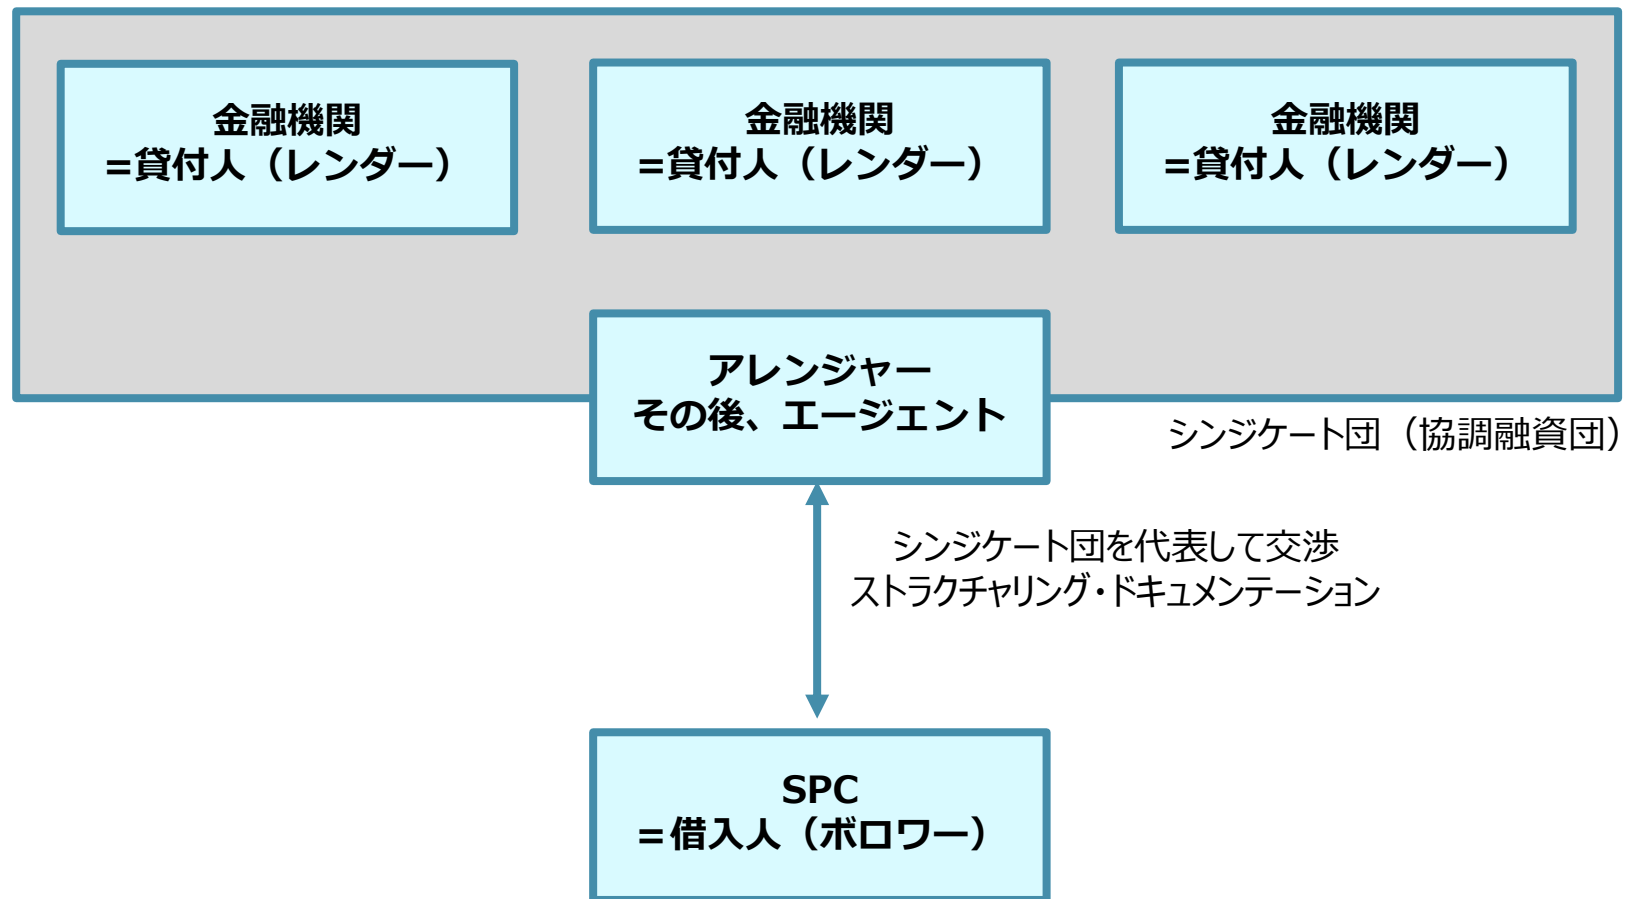 金融機関
=貸付人（レンダー）
金融機関
=貸付人（レンダー）
金融機関
=貸付人（レンダー）
アレンジャー
その後、エージェント
シンジケート団（協調融資団）
シンジケート団を代表して交渉
ストラクチャリング・ドキュメンテーション
SPC
=借入人（ボロワー）